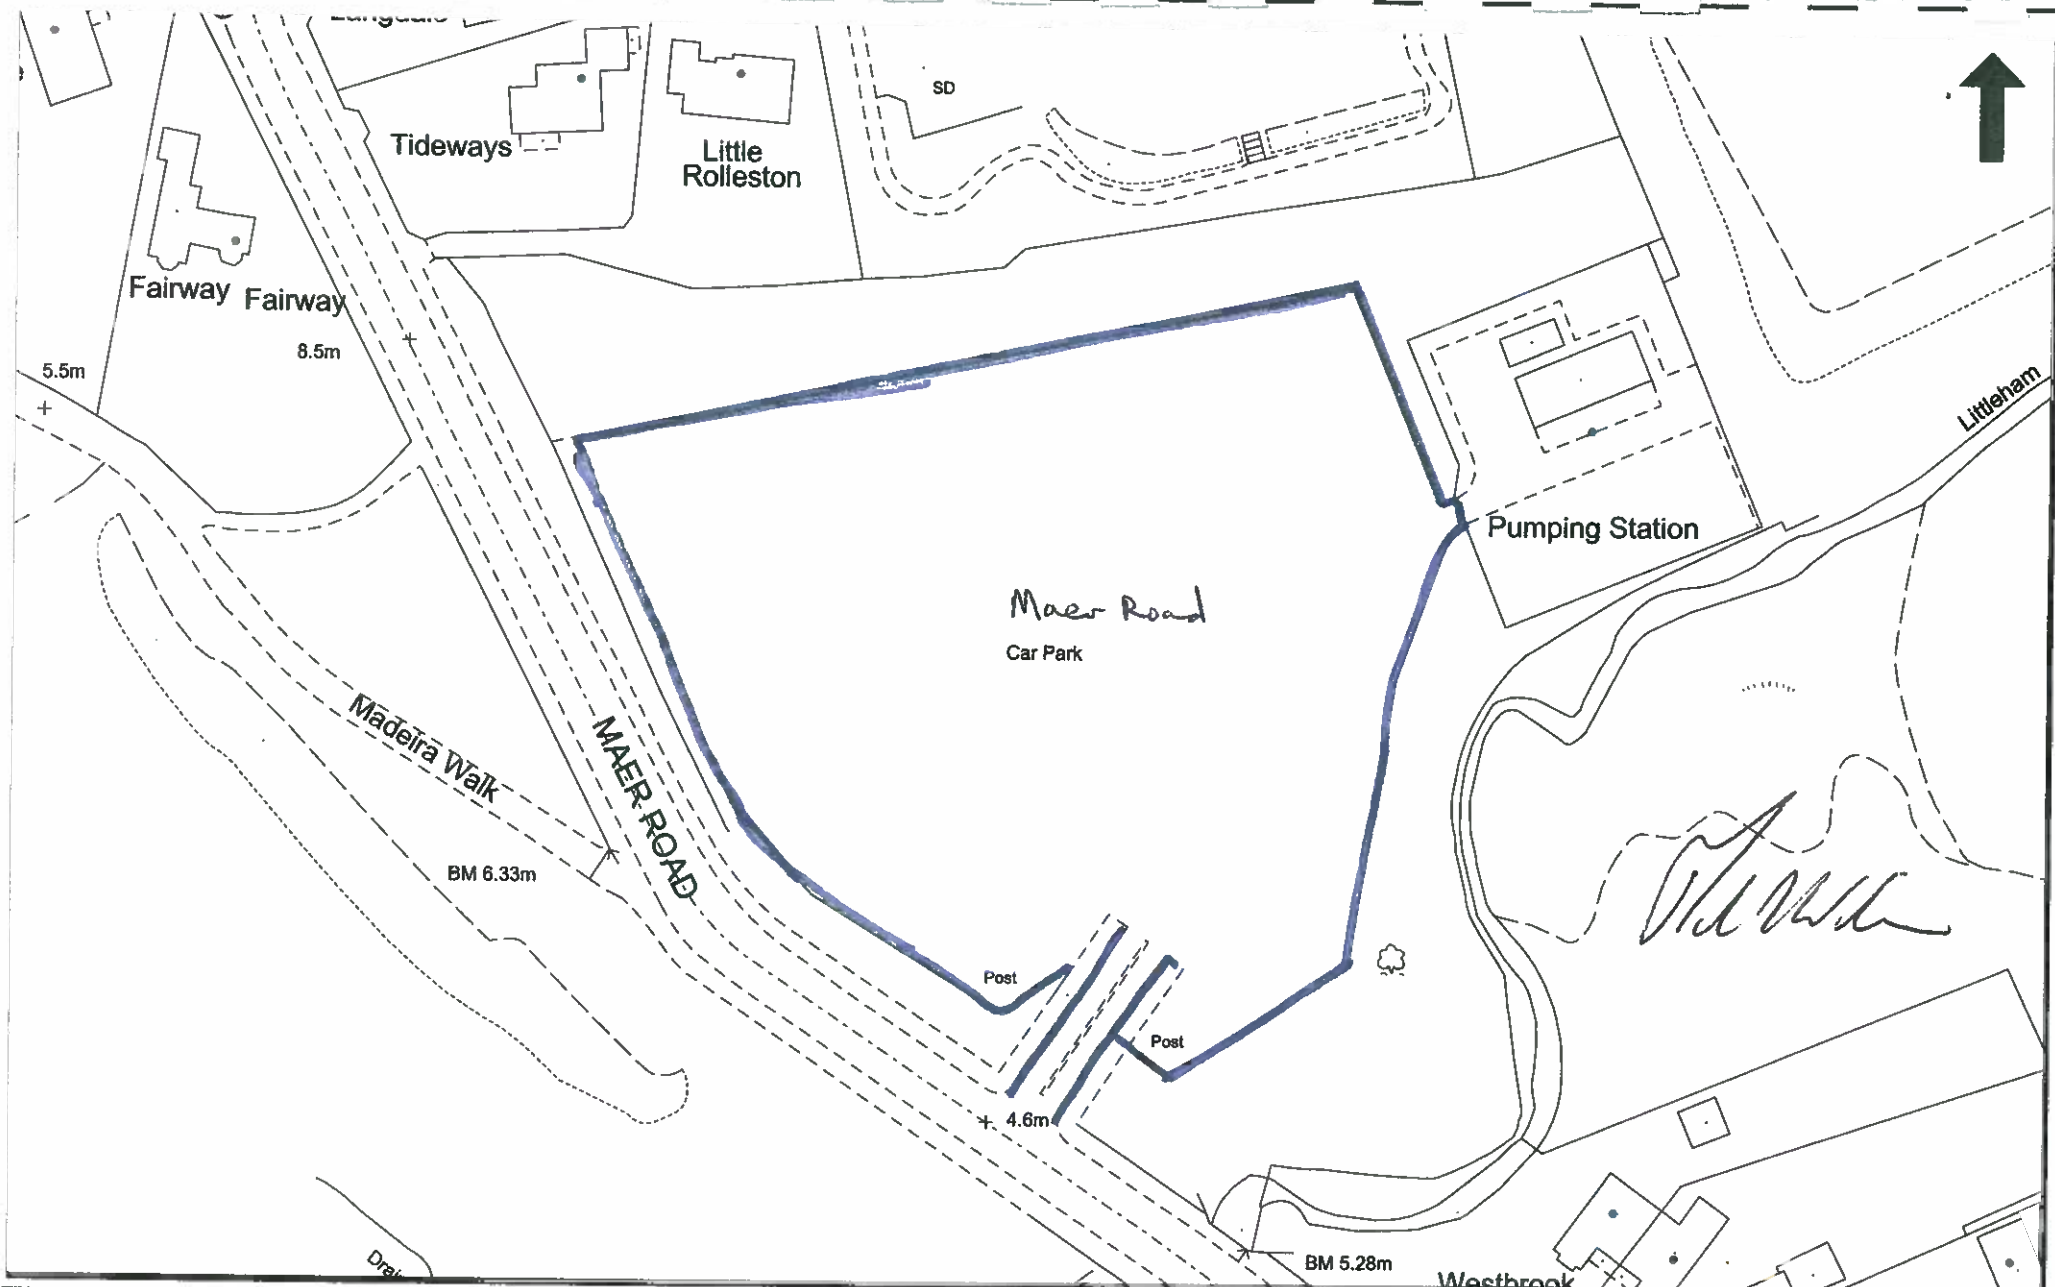 SD
Tideways
Little
Rolleston
Fairway
Fairway
8.5m
5.5m
Littleham
Pumping Station
Maer Road
Car Park
Madeira Walk
MAER ROAD
BM 6.33m
Post
Post
4.6m
BM 5.28m
Westbrook